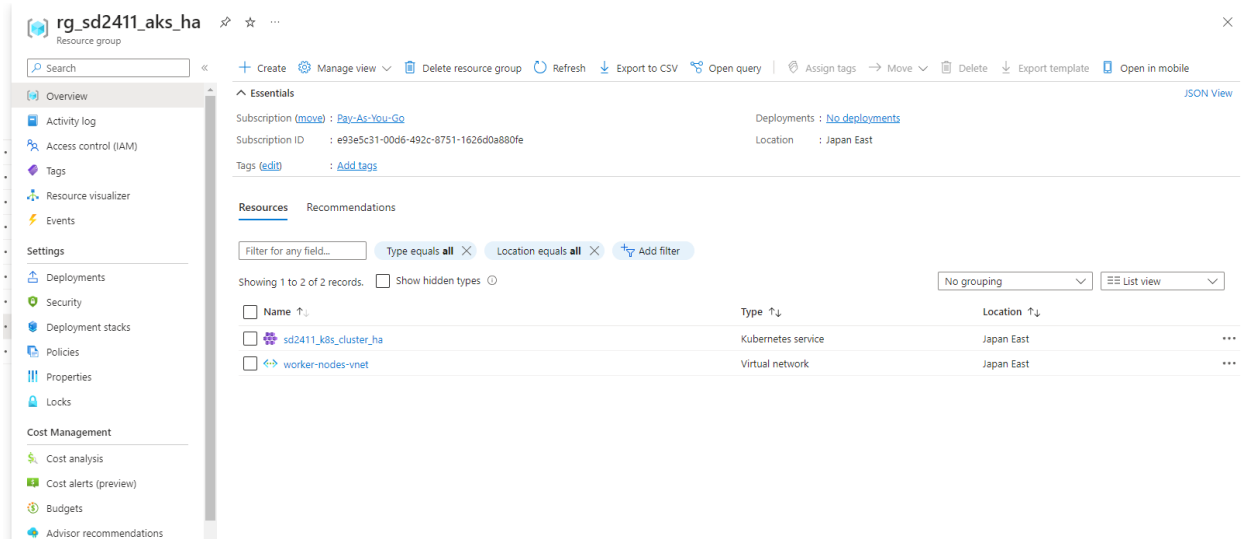 rg_sd2411_aks_ha
Resource group
Search
Overview
Activity log
Access control (IAM)
Tags
Resource visualizer
Events
Settings
Deployments
Security
Deployment stacks
Policies
Properties
Locks
Cost Management
Cost analysis
Cost alerts (preview)
Budgets
Advisor recommendations
Create Manage view Delete resource group Refresh Export to CSV Open query Assign tags Move Delete Export template Open in mobile
Essentials JSON View
Subscription (move) : Pay-As-You-Go Deployments : No deployments
Subscription ID : e93e5c31-00d6-492c-8751-1626d0a880fe Location : Japan East
Tags (edit) : Add tags
Resources Recommendations
Filter for any field... Type equals all Location equals all Add filter
Showing 1 to 2 of 2 records. Show hidden types No grouping List view
Name Type Location
sd2411_k8s_cluster_ha Kubernetes service Japan East
worker-nodes-vnet Virtual network Japan East